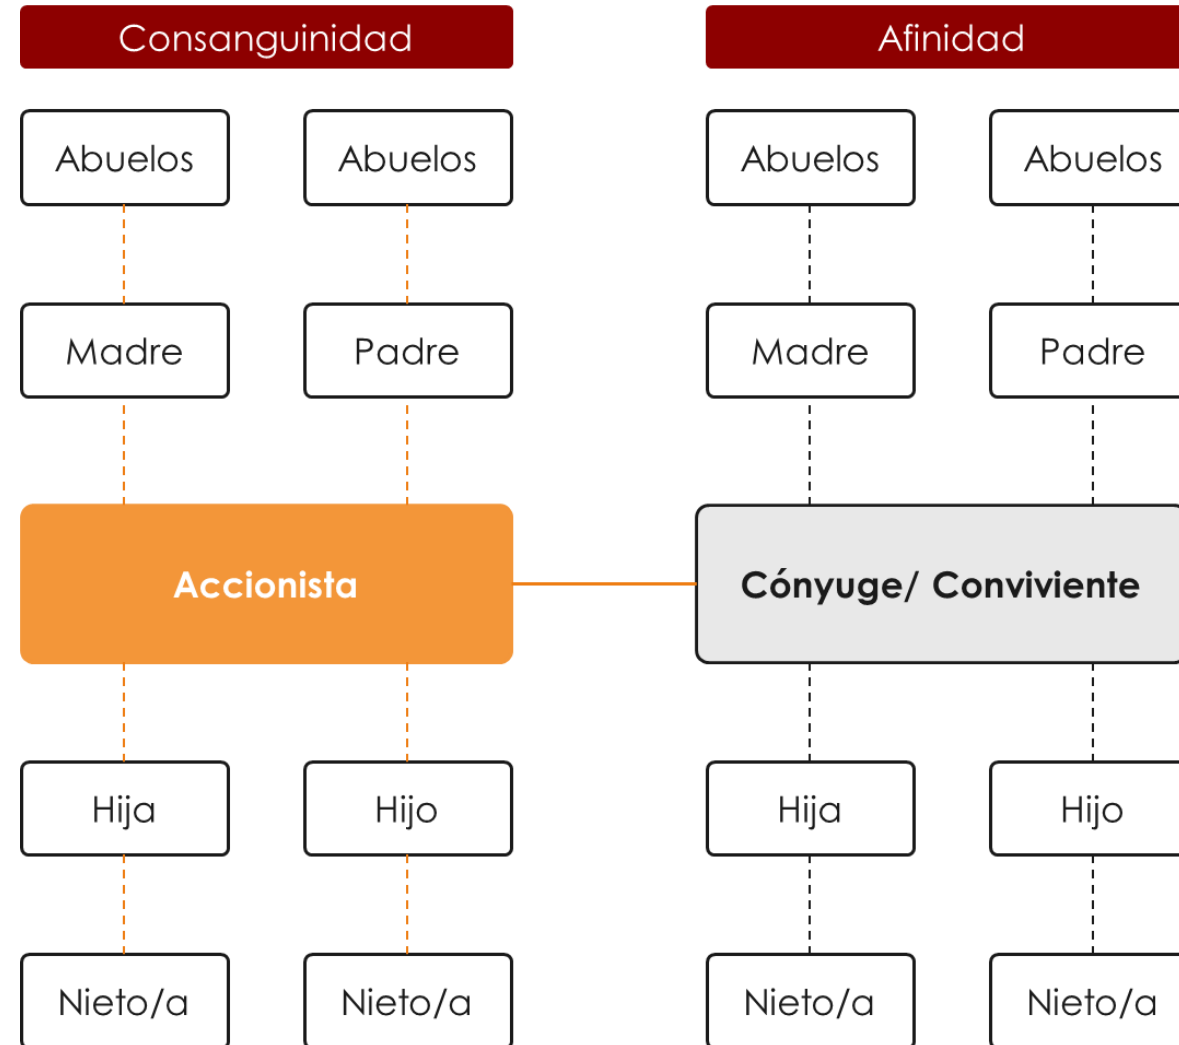 Consanguinidad
Afinidad
Abuelos
Abuelos
Abuelos
Abuelos
Madre
Padre
Madre
Padre
Accionista
Cónyuge/ Conviviente
Hija
Hijo
Hija
Hijo
Nieto/a
Nieto/a
Nieto/a
Nieto/a